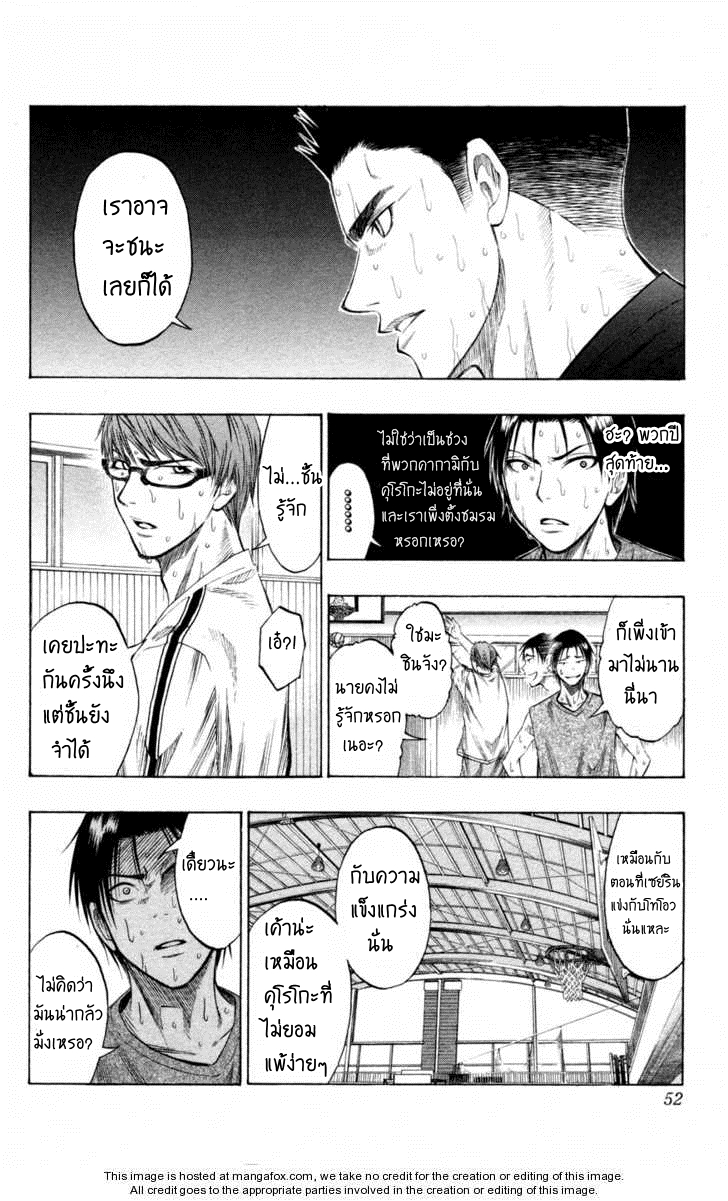 เราอาจ
จะชนะ
เลยก็ได้
ฮะ? พวกปี
สุดท้าย...
ไม่ใช่ว่าเป็นช่วง
ที่พวกคากามิกับ
คุโรโกะไม่อยู่ที่นั่น
และเราเพิ่งตั้งชมรม
หรอกเหรอ?
ไม่...ชั้น
รู้จัก
เอ๋?!
เคยปะทะ
กันครั้งนึง
แต่ชั้นยัง
จำได้
ก็เพิ่งเข้า
มาไม่นาน
นี่นา
ใช่มะ
ชินจัง?
นายคงไม่
รู้จักหรอก
เนอะ?
เหมือนกับ
ตอนที่เซย์ริน
แข่งกับโทโอว
นั่นแหละ
กับความ
แข็งแกร่ง
นั่น
เค้าน่ะ
เหมือน
คุโรโกะที่
ไม่ยอม
แพ้ง่ายๆ
เดี๋ยวนะ
....
ไม่คิดว่า
มันน่ากลัว
มั่งเหรอ?
52
This image is hosted at mangafox.com, we take no credit for the creation or editing of this image.
All credit goes to the appropriate parties involved in the creation or editing of this image.